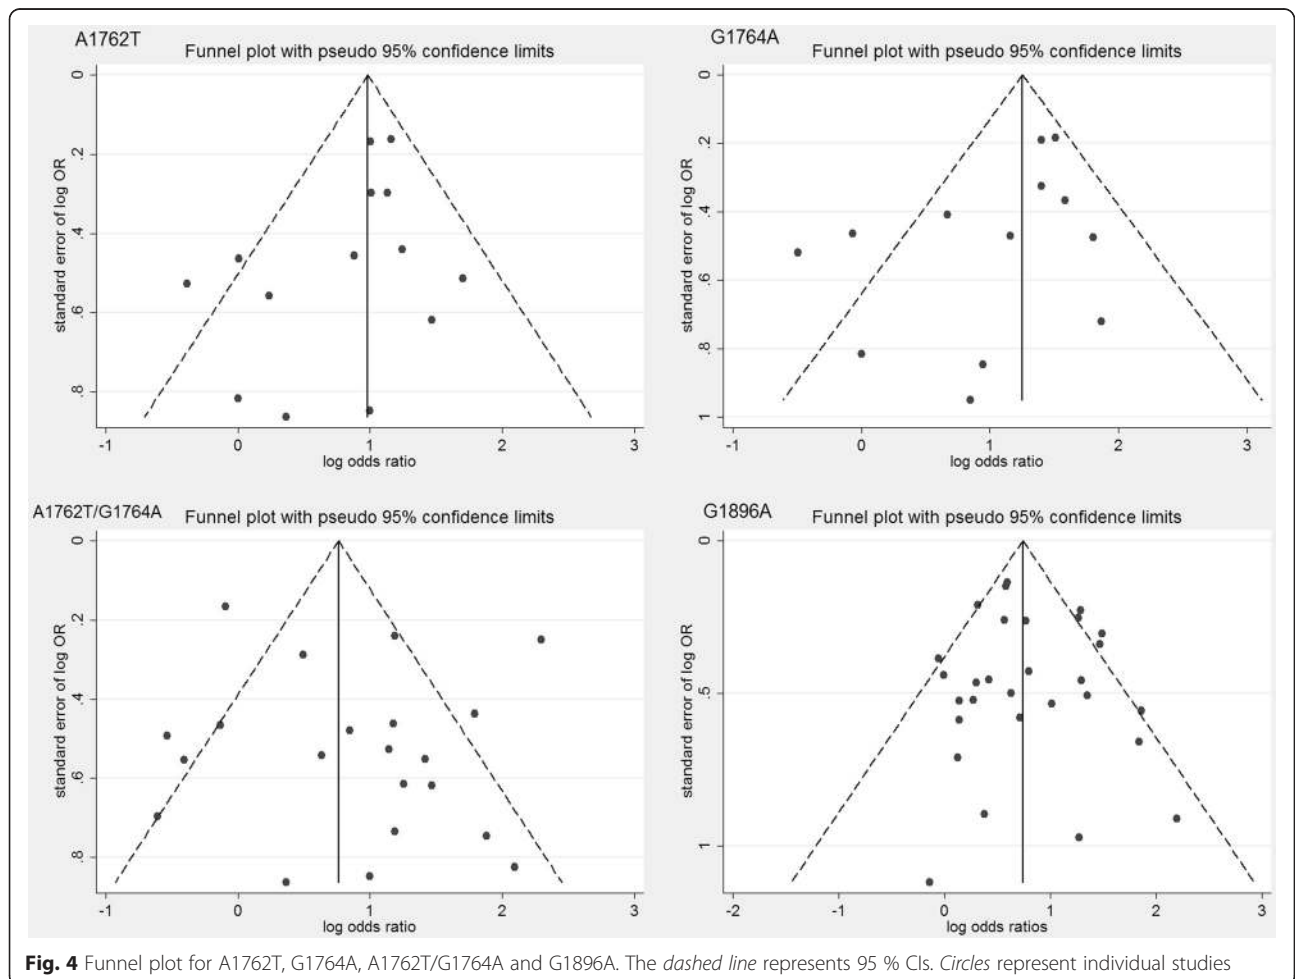 A1762T
Funnel plot with pseudo 95% confidence limits
0
.2
.4
.6
.8
standard error of log OR
-1 0 1 2 3
log odds ratio
G1764A
Funnel plot with pseudo 95% confidence limits
0
.2
.4
.6
.8
1
standard error of log OR
-1 0 1 2 3
log odds ratio
A1762T/G1764A
Funnel plot with pseudo 95% confidence limits
0
.2
.4
.6
.8
standard error of log OR
-1 0 1 2 3
log odds ratio
G1896A
Funnel plot with pseudo 95% confidence limits
0
.5
1
standard error of log OR
-2 -1 0 1 2 3
log odds ratios
Fig. 4 Funnel plot for A1762T, G1764A, A1762T/G1764A and G1896A. The dashed line represents 95 % CIs. Circles represent individual studies